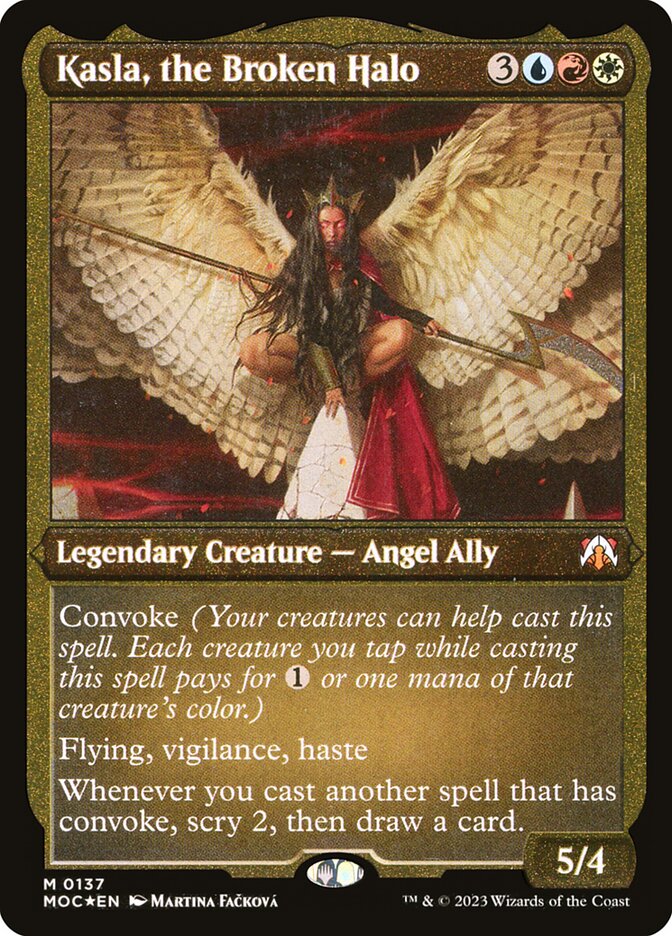 Kasla, the Broken Halo 3
Legendary Creature — Angel Ally
Convoke (Your creatures can help cast this
spell. Each creature you tap while casting
this spell pays for 1 or one mana of that
creature's color.)
Flying, vigilance, haste
Whenever you cast another spell that has
convoke, scry 2, then draw a card.
5/4
M 0137
MOC★EN Martina Fačková
™ & © 2023 Wizards of the Coast